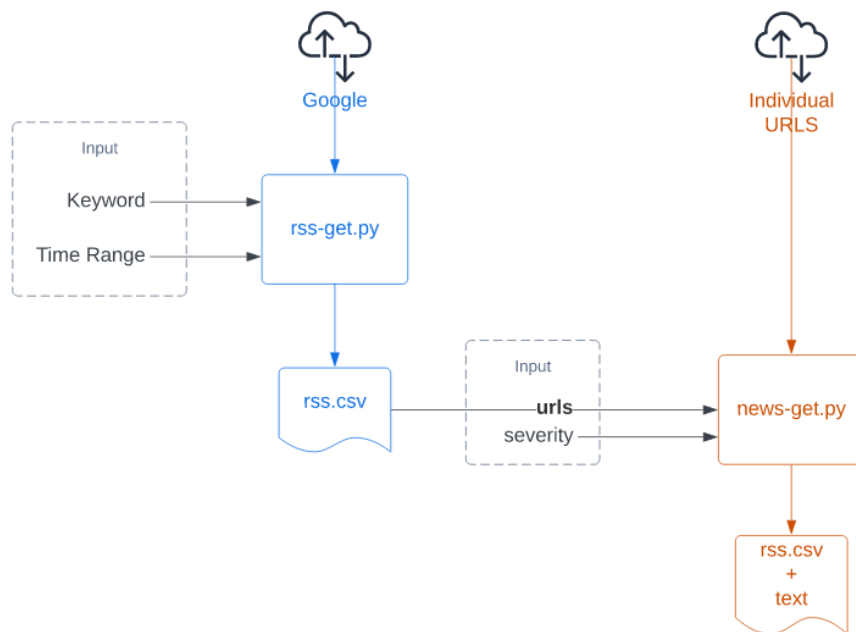 Google
Individual
URLS
Input
Keyword
Time Range
rss-get.py
Input
rss.csv
urls
severity
news-get.py
rss.csv
+
text